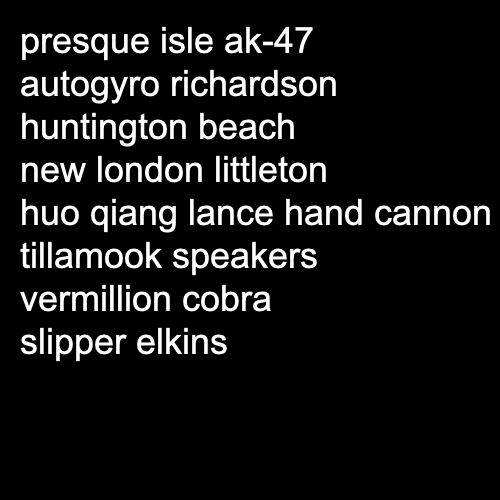 presque isle ak-47
autogyro richardson
huntington beach
new london littleton
huo qiang lance hand cannon
tillamook speakers
vermillion cobra
slipper elkins